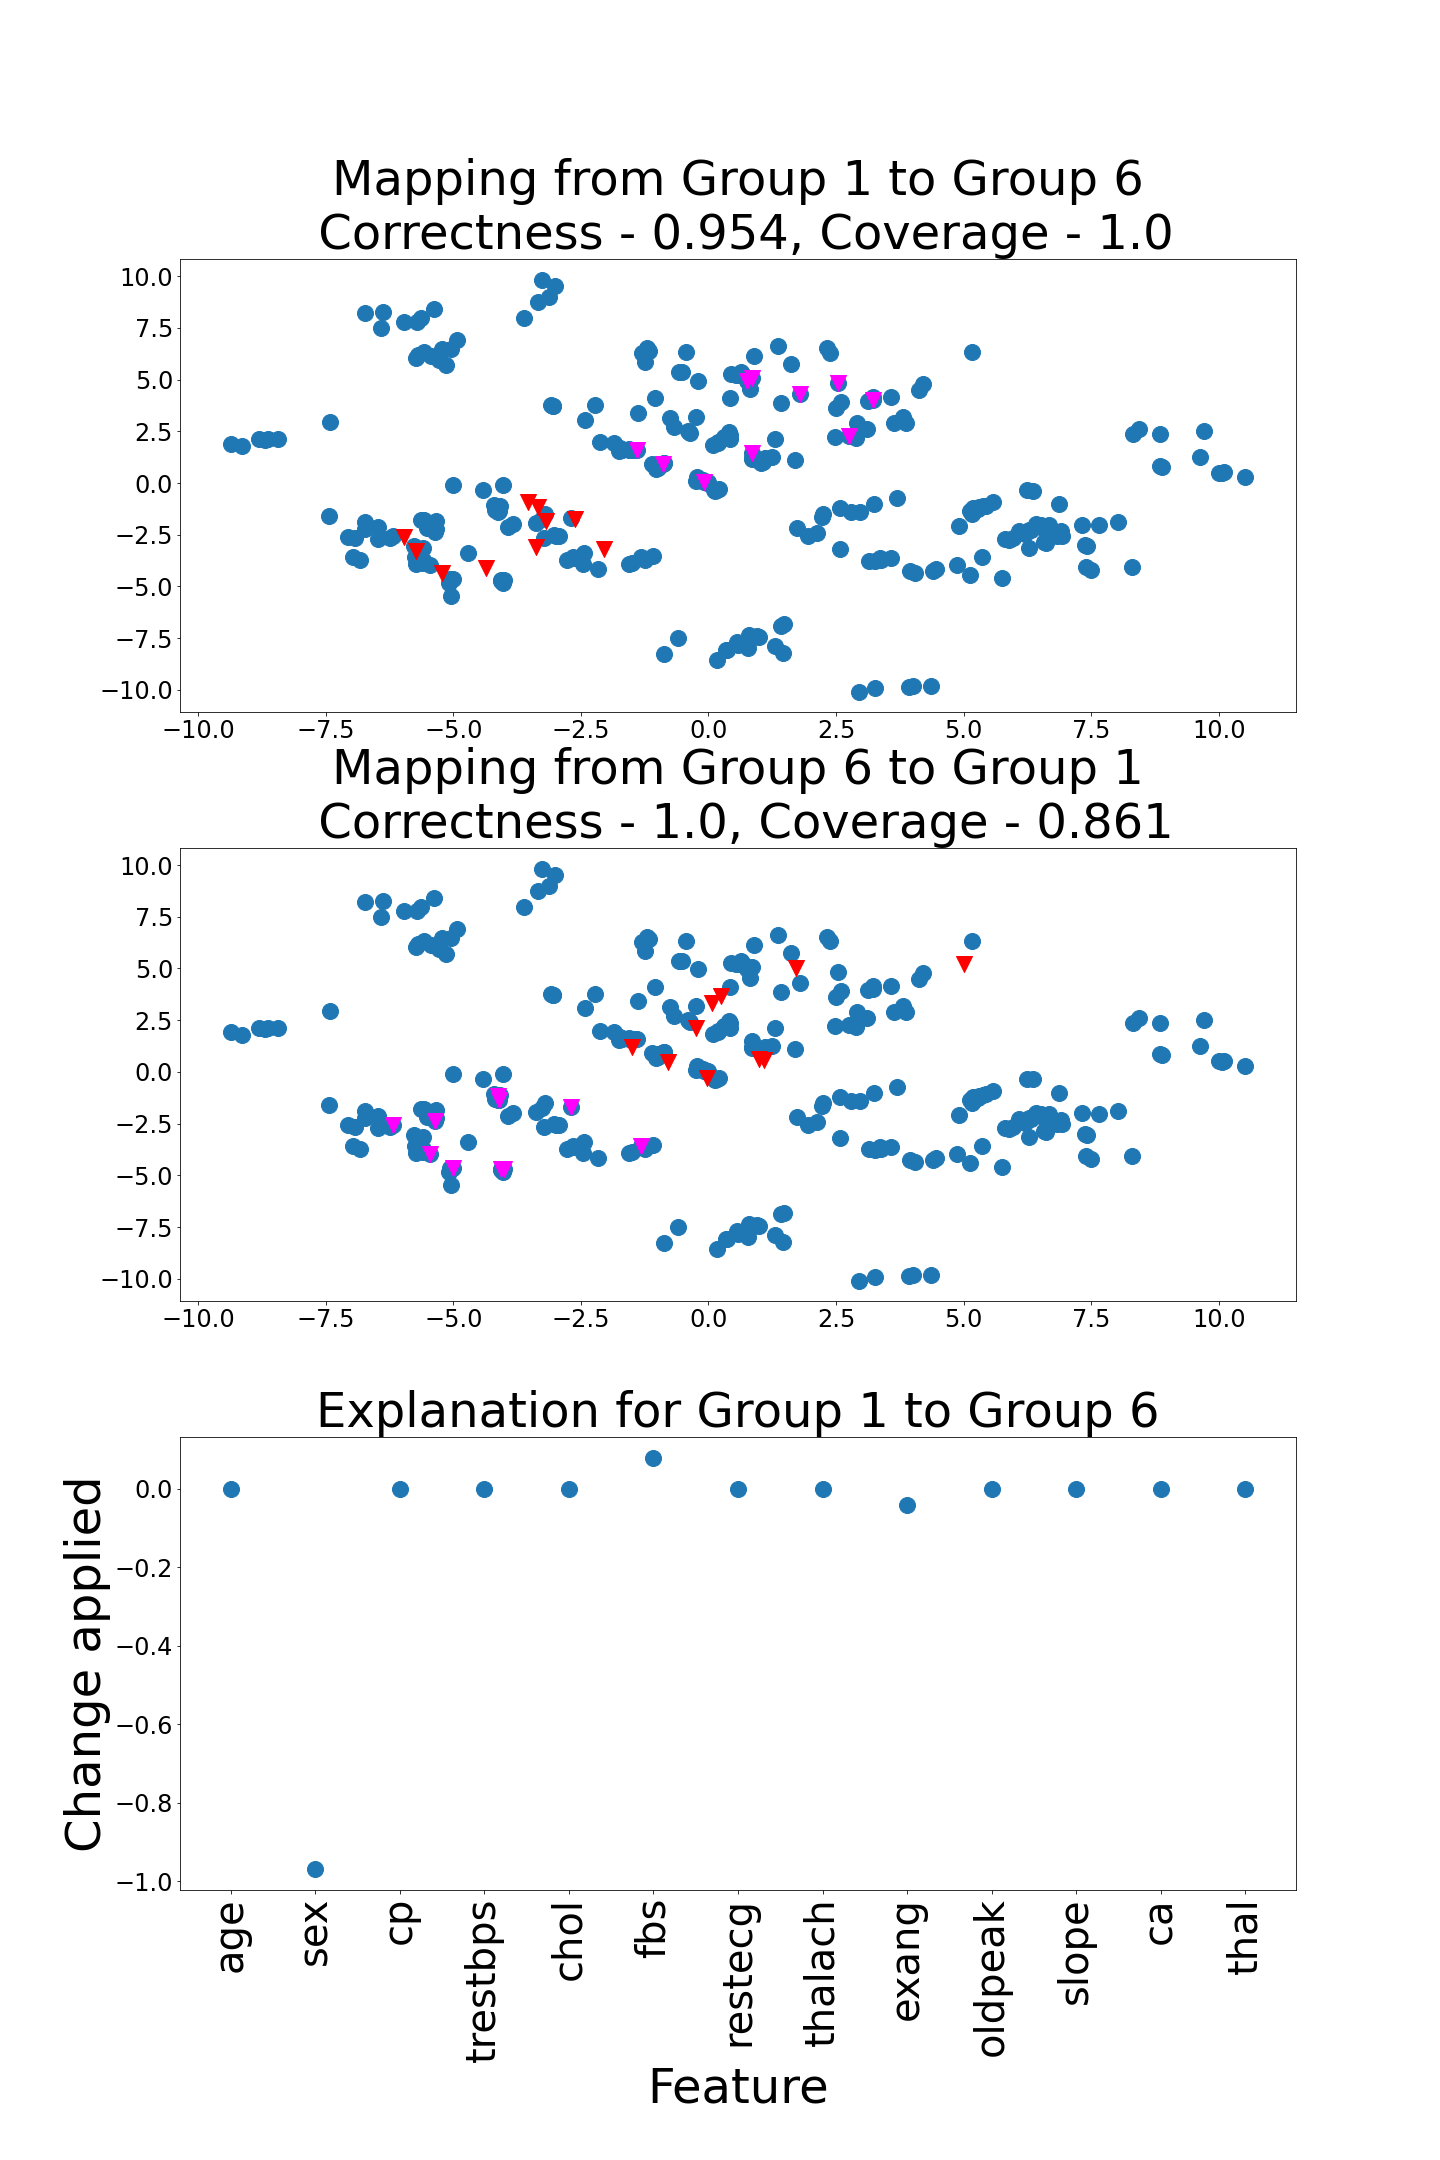 Mapping from Group 1 to Group 6
Correctness - 0.954, Coverage - 1.0
10.0
7.5
5.0
2.5
0.0
−2.5
−5.0
−7.5
−10.0
−10.0 −7.5 −5.0 −2.5 0.0 2.5 5.0 7.5 10.0
Mapping from Group 6 to Group 1
Correctness - 1.0, Coverage - 0.861
10.0
7.5
5.0
2.5
0.0
−2.5
−5.0
−7.5
−10.0
−10.0 −7.5 −5.0 −2.5 0.0 2.5 5.0 7.5 10.0
Explanation for Group 1 to Group 6
Change applied
0.0
−0.2
−0.4
−0.6
−0.8
−1.0
age sex cp trestbps chol fbs restecg thalach exang oldpeak slope ca thal
Feature